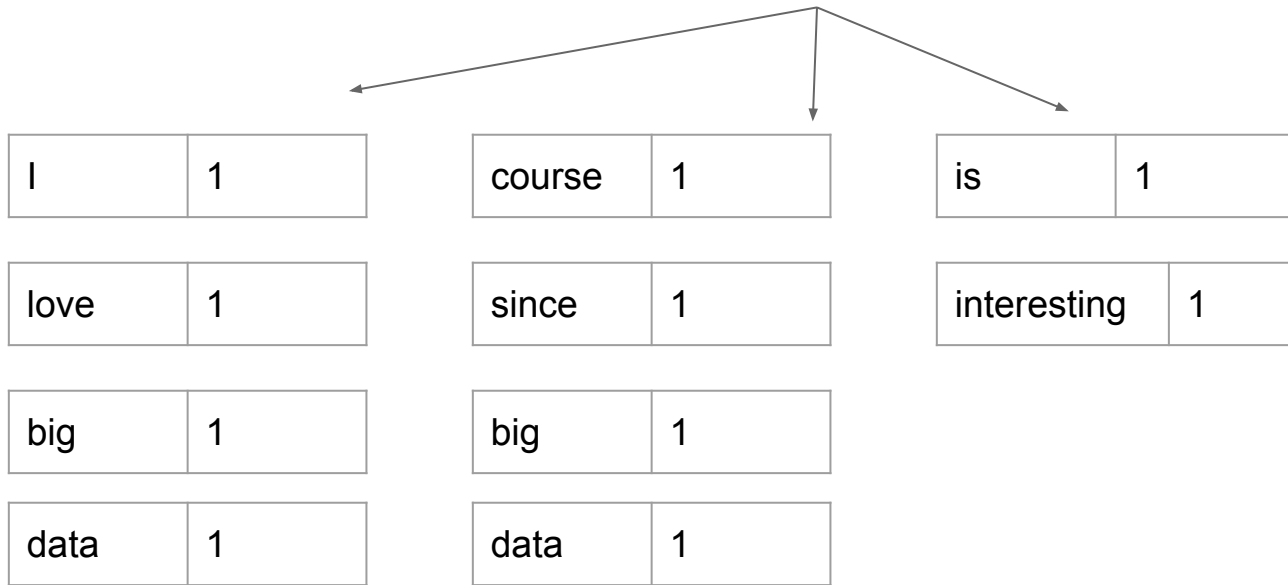 I 1 course 1 is 1
love 1 since 1 interesting 1
big 1 big 1
data 1 data 1